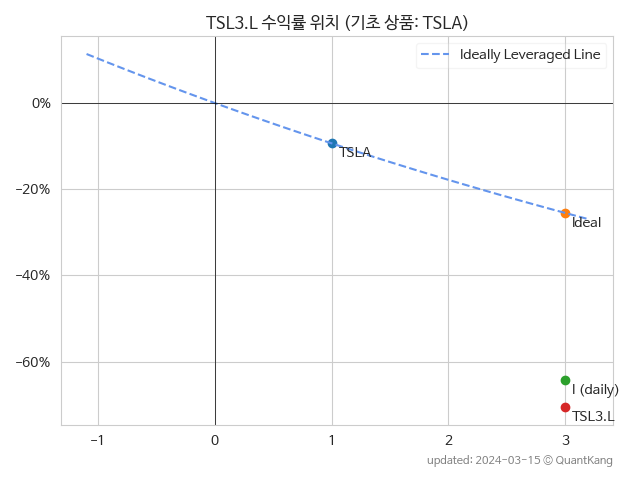 TSL3.L 수익률 위치 (기초 상품: TSLA)
Ideally Leveraged Line
0%
TSLA
-20%
Ideal
-40%
-60%
I (daily)
TSL3.L
-1 0 1 2 3
updated: 2024-03-15 © QuantKang